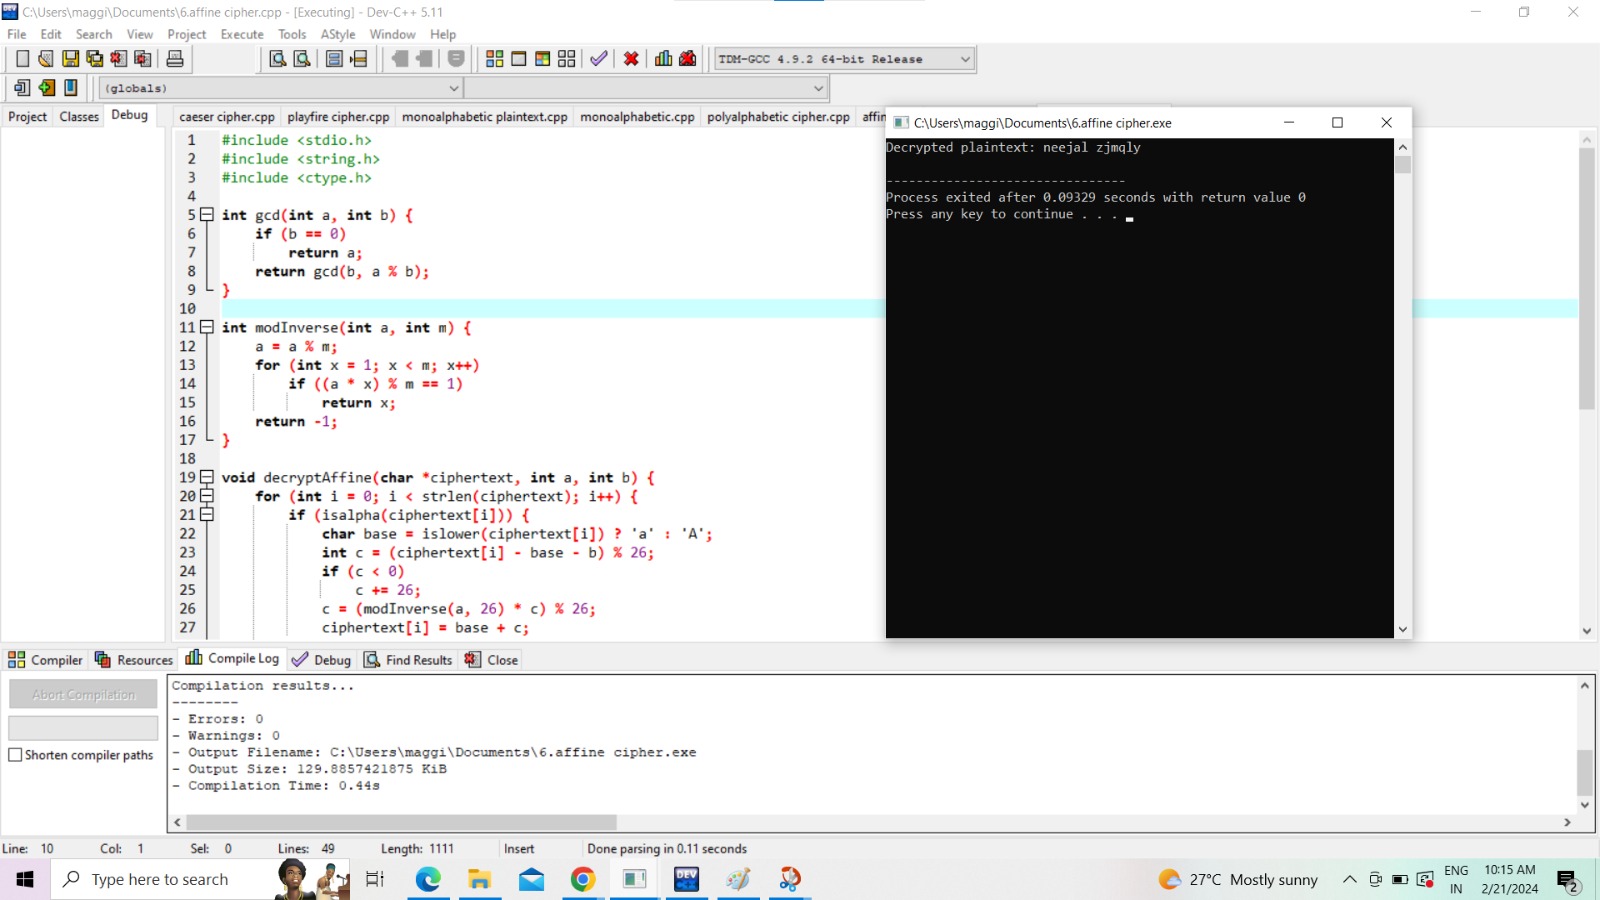 C:\Users\maggi\Documents\6.affine cipher.cpp - [Executing] - Dev-C++ 5.11
File Edit Search View Project Execute Tools AStyle Window Help
TDM-GCC 4.9.2 64-bit Release
(globals)
Project Classes Debug
caeser cipher.cpp playfire cipher.cpp monoalphabetic plaintext.cpp monoalphabetic.cpp polyalphabetic cipher.cpp affin
1 #include <stdio.h>
2 #include <string.h>
3 #include <ctype.h>
4
5 int gcd(int a, int b) {
6 if (b == 0)
7 return a;
8 return gcd(b, a % b);
9 }
10
11 int modInverse(int a, int m) {
12 a = a % m;
13 for (int x = 1; x < m; x++)
14 if ((a * x) % m == 1)
15 return x;
16 return -1;
17 }
18
19 void decryptAffine(char *ciphertext, int a, int b) {
20 for (int i = 0; i < strlen(ciphertext); i++) {
21 if (isalpha(ciphertext[i])) {
22 char base = islower(ciphertext[i]) ? 'a' : 'A';
23 int c = (ciphertext[i] - base - b) % 26;
24 if (c < 0)
25 c += 26;
26 c = (modInverse(a, 26) * c) % 26;
27 ciphertext[i] = base + c;
C:\Users\maggi\Documents\6.affine cipher.exe
Decrypted plaintext: neejal zjmqly
--------------------------------
Process exited after 0.09329 seconds with return value 0
Press any key to continue . . .
Compiler Resources Compile Log Debug Find Results Close
Abort Compilation
Shorten compiler paths
Compilation results...
--------
- Errors: 0
- Warnings: 0
- Output Filename: C:\Users\maggi\Documents\6.affine cipher.exe
- Output Size: 129.8857421875 KiB
- Compilation Time: 0.44s
Line: 10 Col: 1 Sel: 0 Lines: 49 Length: 1111 Insert Done parsing in 0.11 seconds
Type here to search
DEV
27°C Mostly sunny
ENG
IN
10:15 AM
2/21/2024
2